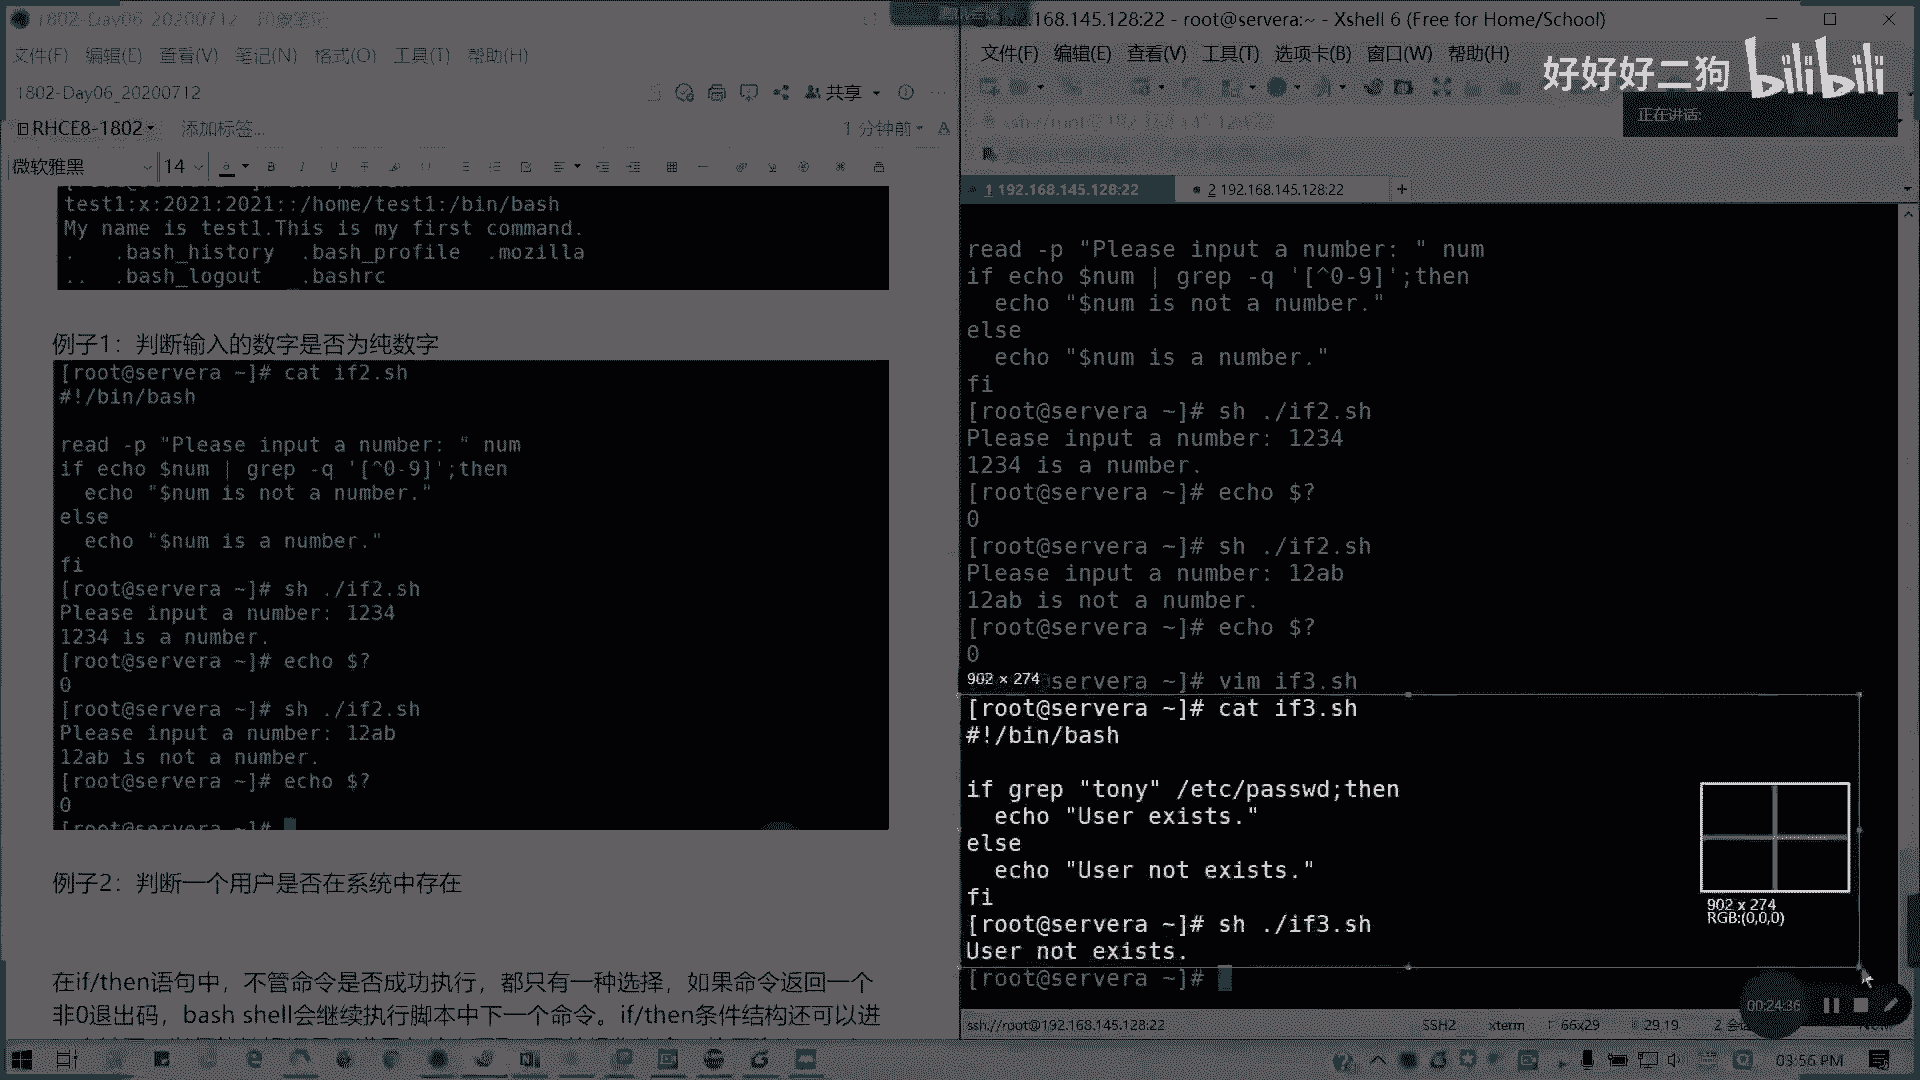 1802-Day06_20200712 - 印象笔记
文件(F) 编辑(E) 查看(V) 笔记(N) 格式(O) 工具(T) 帮助(H)
1802-Day06_20200712
共享
RHCE8-1802
添加标签...
1 分钟前
微软雅黑
14
test1:x:2021:2021::/home/test1:/bin/bash
My name is test1.This is my first command.
. .bash_history .bash_profile .mozilla
.. .bash_logout .bashrc
例子1：判断输入的数字是否为纯数字
[root@servera ~]# cat if2.sh
#!/bin/bash
read -p "Please input a number: " num
if echo $num | grep -q '[^0-9]';then
echo "$num is not a number."
else
echo "$num is a number."
fi
[root@servera ~]# sh ./if2.sh
Please input a number: 1234
1234 is a number.
[root@servera ~]# echo $?
0
[root@servera ~]# sh ./if2.sh
Please input a number: 12ab
12ab is not a number.
[root@servera ~]# echo $?
0
[root@servera ~]#
例子2：判断一个用户是否在系统中存在
在if/then语句中，不管命令是否成功执行，都只有一种选择，如果命令返回一个
非0退出码，bash shell会继续执行脚本中下一个命令。if/then条件结构还可以进
.168.145.128:22 - root@servera:~ - Xshell 6 (Free for Home/School)
文件(F) 编辑(E) 查看(V) 工具(T) 选项卡(B) 窗口(W) 帮助(H)
好好好二狗 bilibili
正在讲话:
1 192.168.145.128:22
2 192.168.145.128:22
+
read -p "Please input a number: " num
if echo $num | grep -q '[^0-9]';then
echo "$num is not a number."
else
echo "$num is a number."
fi
[root@servera ~]# sh ./if2.sh
Please input a number: 1234
1234 is a number.
[root@servera ~]# echo $?
0
[root@servera ~]# sh ./if2.sh
Please input a number: 12ab
12ab is not a number.
[root@servera ~]# echo $?
0
902 × 274
servera ~]# vim if3.sh
[root@servera ~]# cat if3.sh
#!/bin/bash
if grep "tony" /etc/passwd;then
echo "User exists."
else
echo "User not exists."
fi
[root@servera ~]# sh ./if3.sh
User not exists.
[root@servera ~]#
902 x 274
RGB:(0,0,0)
00:24:36
ssh://root@192.168.145.128:22
SSH2
xterm
66x29
29,19
03:56 PM